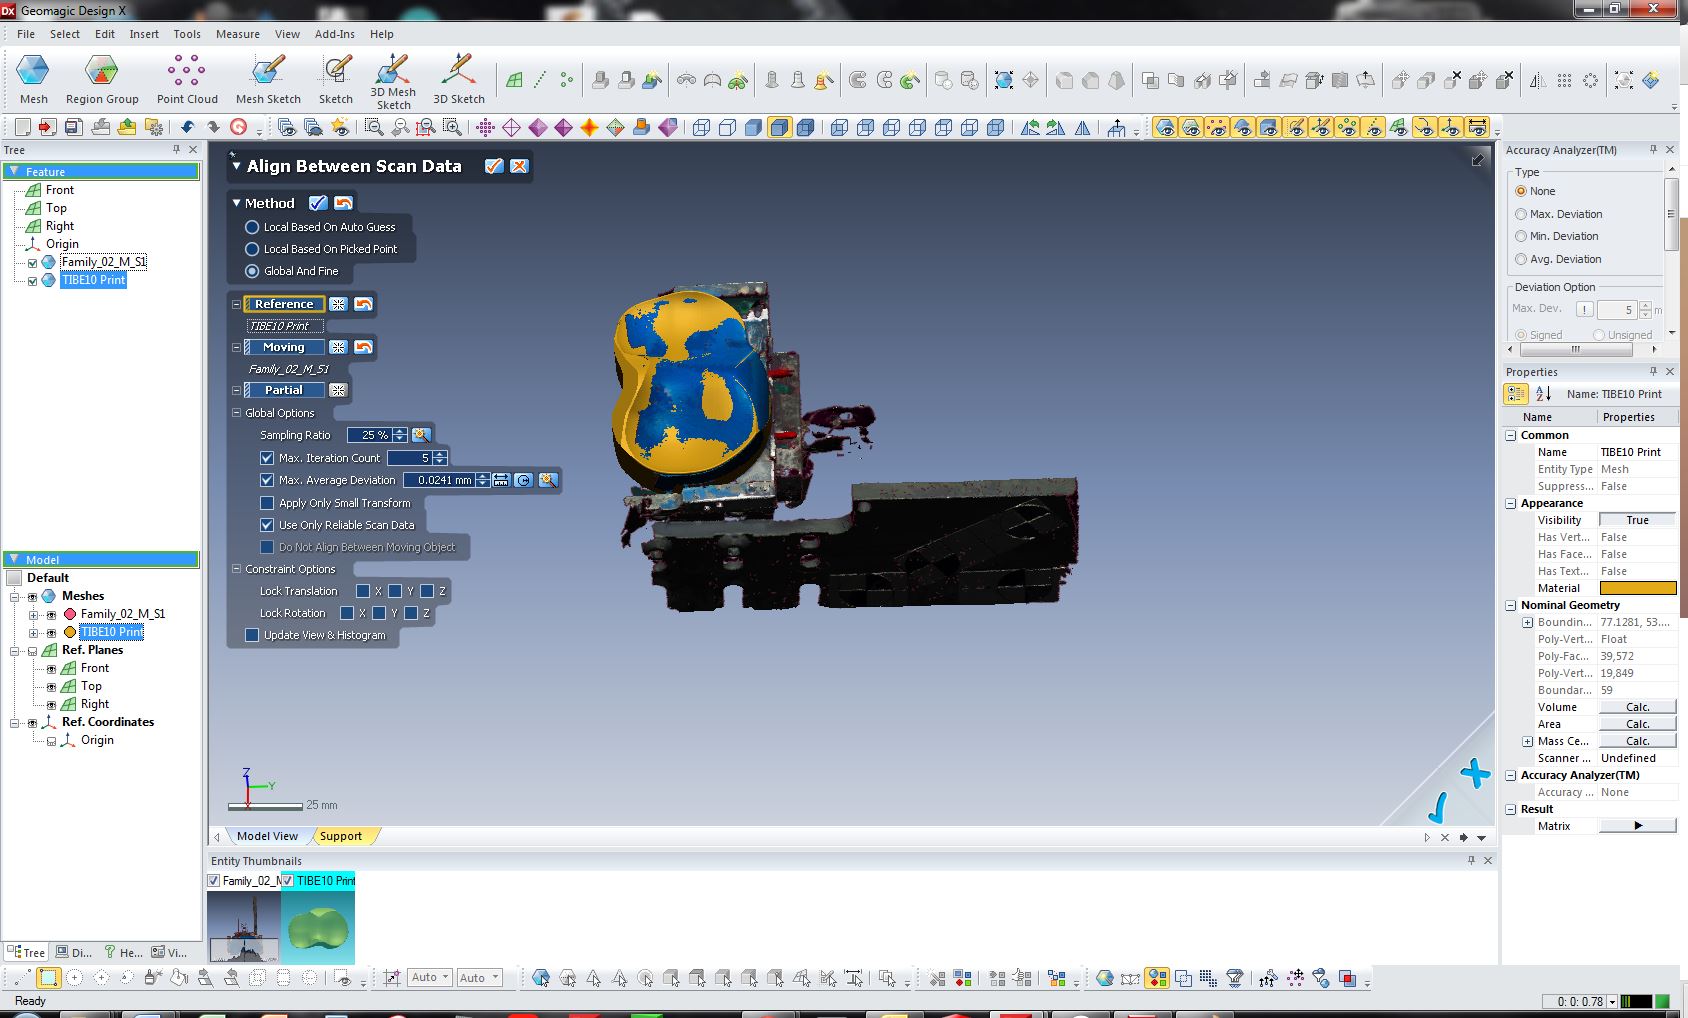 DX Geomagic Design X
File Select Edit Insert Tools Measure View Add-Ins Help
Mesh Region Group Point Cloud Mesh Sketch Sketch 3D Mesh Sketch 3D Sketch
Tree
Feature
Front
Top
Right
Origin
Family_02_M_S1
TIBE10 Print
Model
Default
Meshes
Family_02_M_S1
TIBE10 Print
Ref. Planes
Front
Top
Right
Ref. Coordinates
Origin
Tree Di... He... Vi...
Align Between Scan Data
Method
Local Based On Auto Guess
Local Based On Picked Point
Global And Fine
Reference
TIBE10 Print
Moving
Family_02_M_S1
Partial
Global Options
Sampling Ratio 25 %
Max. Iteration Count 5
Max. Average Deviation 0.0241 mm
Apply Only Small Transform
Use Only Reliable Scan Data
Do Not Align Between Moving Object
Constraint Options
Lock Translation X Y Z
Lock Rotation X Y Z
Update View & Histogram
Z
Y
X
25 mm
Model View Support
Entity Thumbnails
Family_02_M TIBE10 Print
Accuracy Analyzer(TM)
Type
None
Max. Deviation
Min. Deviation
Avg. Deviation
Deviation Option
Max. Dev. ! 5 m
Signed Unsigned
Properties
Name: TIBE10 Print
Name Properties
Common
Name TIBE10 Print
Entity Type Mesh
Suppress... False
Appearance
Visibility True
Has Vert... False
Has Face... False
Has Text... False
Material
Nominal Geometry
Boundin... 77.1281, 53....
Poly-Vert... Float
Poly-Fac... 39,572
Poly-Vert... 19,849
Boundar... 59
Volume Calc.
Area Calc.
Mass Ce... Calc.
Scanner ... Undefined
Accuracy Analyzer(TM)
Accuracy ... None
Result
Matrix
Auto Auto
Ready
0: 0: 0.78